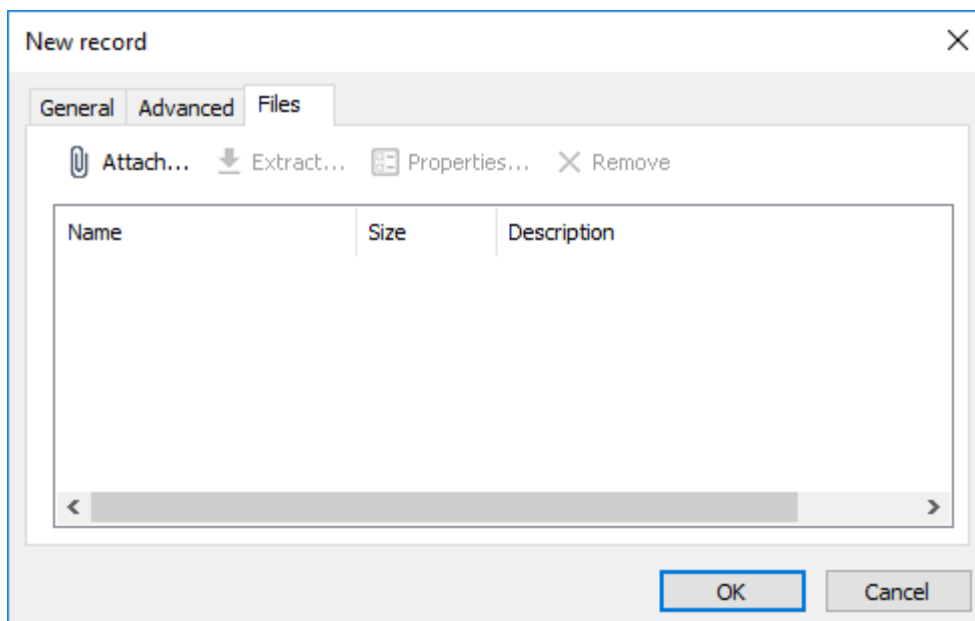 New record
General Advanced Files
Attach... Extract... Properties... Remove
Name Size Description
OK Cancel